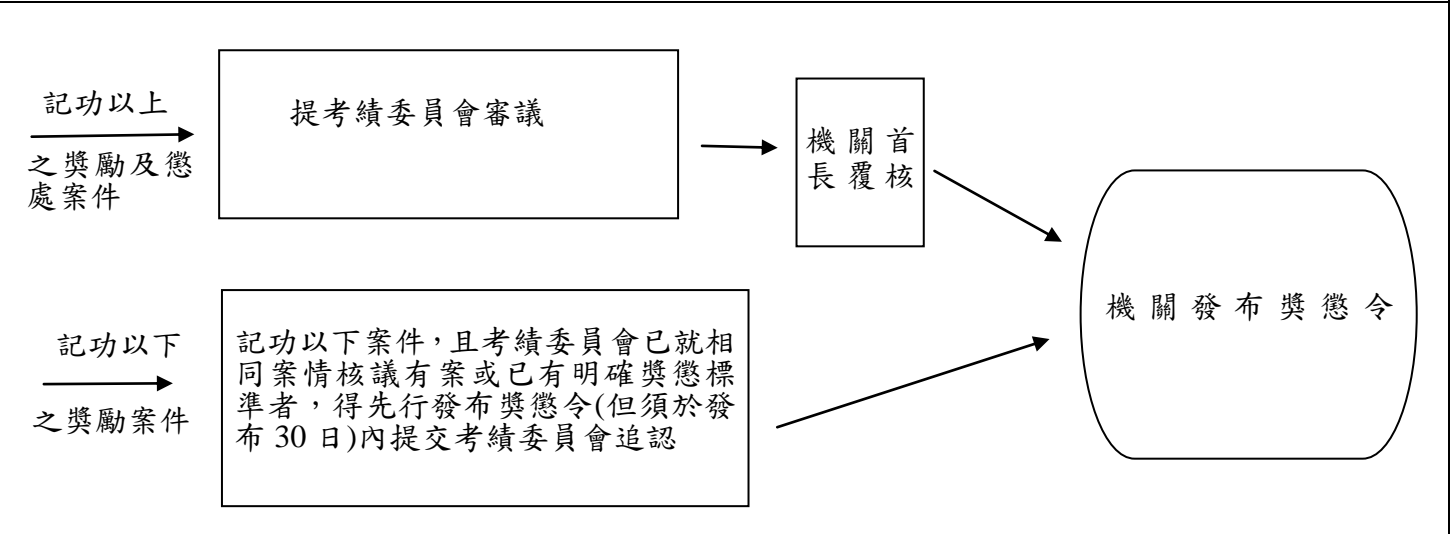 記功以上
之獎勵及懲
處案件
提考績委員會審議
機關首
長覆核
機關發布獎懲令
記功以下
之獎勵案件
記功以下案件，且考績委員會已就相
同案情核議有案或已有明確獎懲標
準者，得先行發布獎懲令(但須於發
布 30 日)內提交考績委員會追認